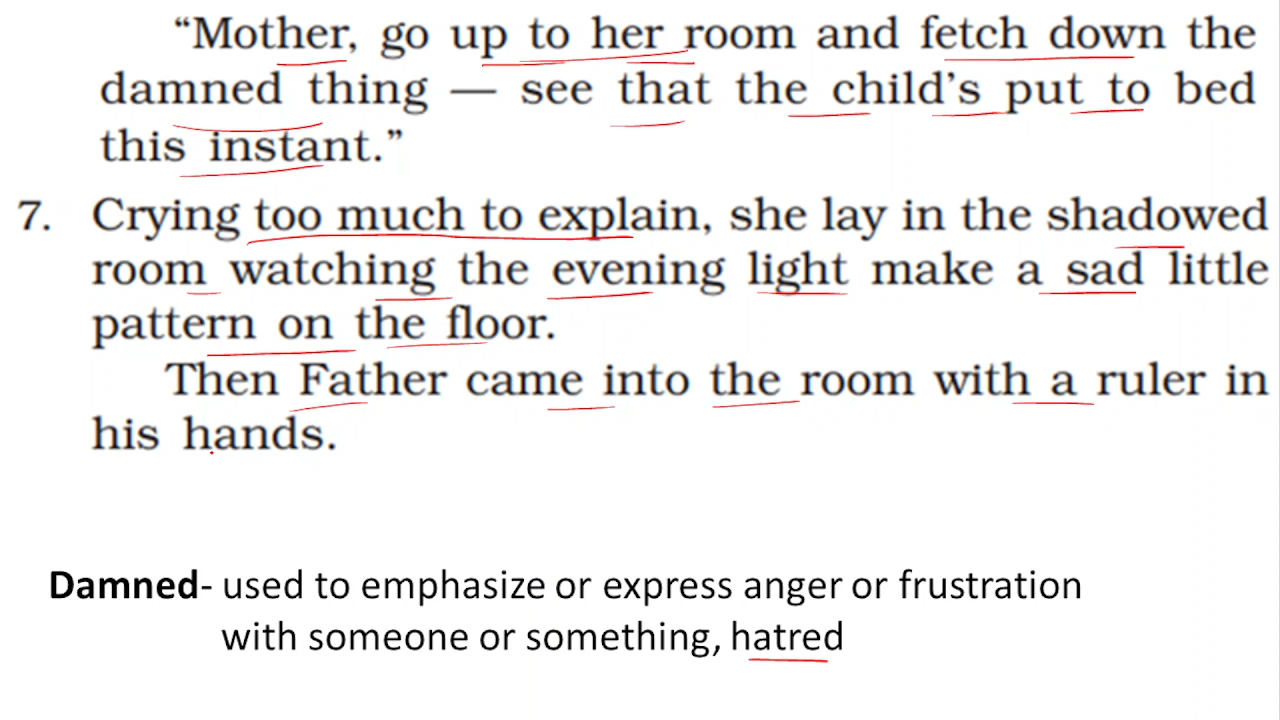 “Mother, go up to her room and fetch down the
damned thing — see that the child’s put to bed
this instant.”
7. Crying too much to explain, she lay in the shadowed
room watching the evening light make a sad little
pattern on the floor.
Then Father came into the room with a ruler in
his hands.
Damned- used to emphasize or express anger or frustration
with someone or something, hatred